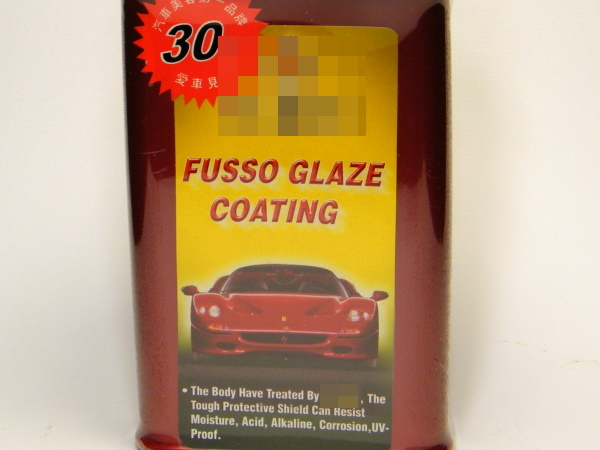 汽車美容第一品牌
30
愛車見
FUSSO GLAZE
COATING
• The Body Have Treated By , The
Tough Protective Shield Can Resist
Moisture, Acid, Alkaline, Corrosion,UV-
Proof.